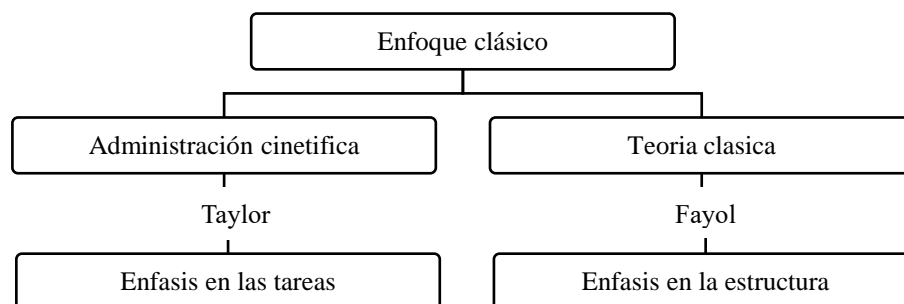 Enfoque clásico
Administración cinetifica
Teoria clasica
Taylor
Fayol
Enfasis en las tareas
Enfasis en la estructura